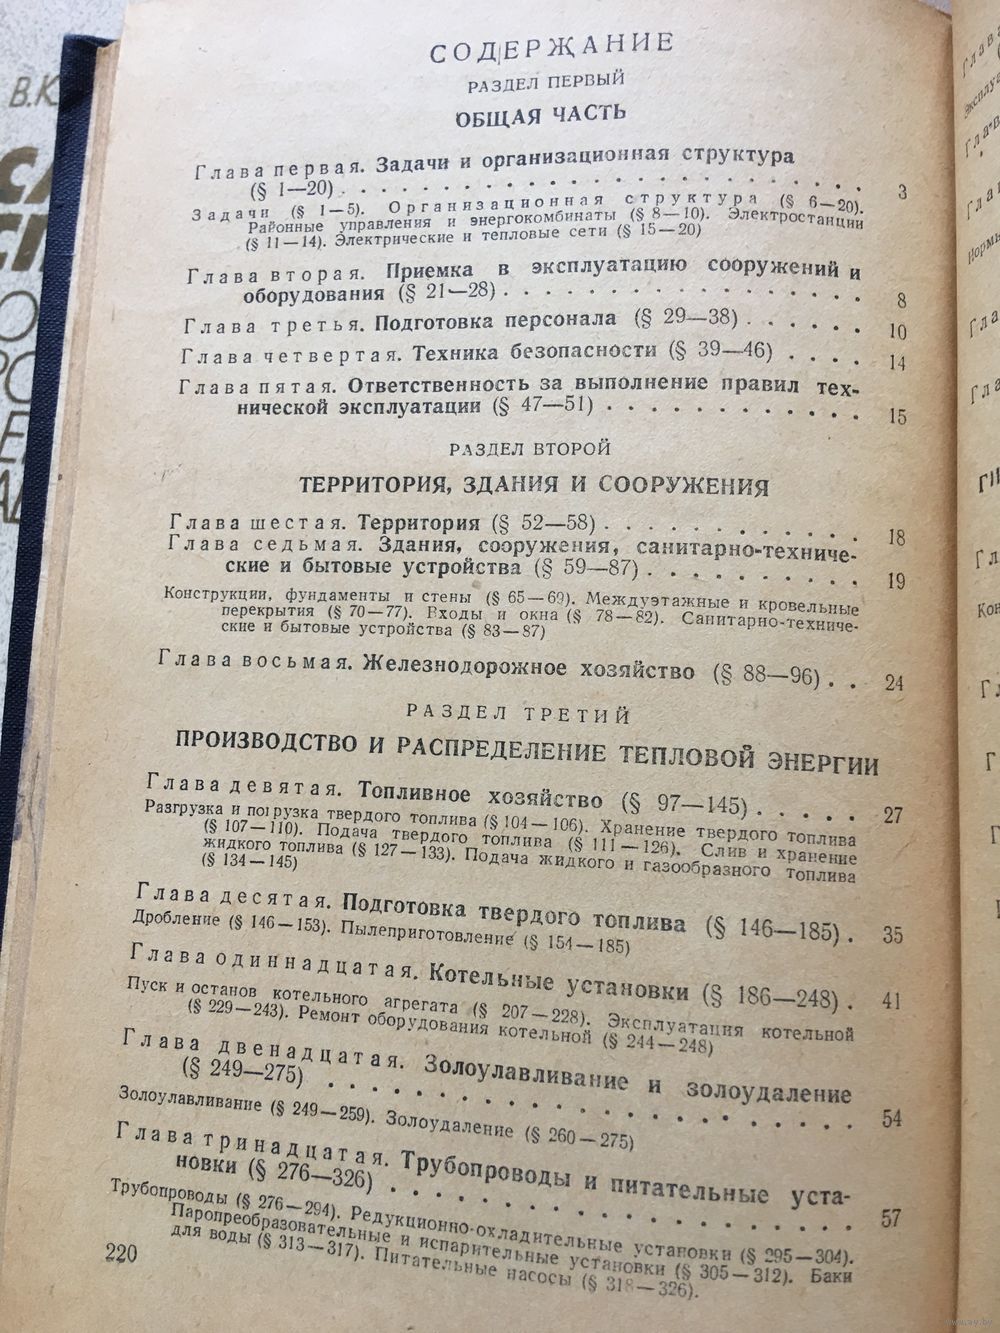 СОДЕРЖАНИЕ
РАЗДЕЛ ПЕРВЫЙ
ОБЩАЯ ЧАСТЬ
Глава первая. Задачи и организационная структура
(§ 1—20) . . . . . . . . . . . . . . . . . . . 3
Задачи (§ 1—5). Организационная структура (§ 6—20).
Районные управления и энергокомбинаты (§ 8—10). Электростанции
(§ 11—14). Электрические и тепловые сети (§ 15—20)
Глава вторая. Приемка в эксплуатацию сооружений и
оборудования (§ 21—28) . . . . . . . . . . . . . 8
Глава третья. Подготовка персонала (§ 29—38) . . . . . . 10
Глава четвертая. Техника безопасности (§ 39—46) . . . . 14
Глава пятая. Ответственность за выполнение правил тех-
нической эксплуатации (§ 47—51) . . . . . . . . . . . . 15
РАЗДЕЛ ВТОРОЙ
ТЕРРИТОРИЯ, ЗДАНИЯ И СООРУЖЕНИЯ
Глава шестая. Территория (§ 52—58) . . . . . . . . . . 18
Глава седьмая. Здания, сооружения, санитарно-техниче-
ские и бытовые устройства (§ 59—87) . . . . . . . . . . 19
Конструкции, фундаменты и стены (§ 65—69). Междуэтажные и кровельные
перекрытия (§ 70—77). Входы и окна (§ 78—82). Санитарно-техниче-
ские и бытовые устройства (§ 83—87)
Глава восьмая. Железнодорожное хозяйство (§ 88—96) . . 24
РАЗДЕЛ ТРЕТИЙ
ПРОИЗВОДСТВО И РАСПРЕДЕЛЕНИЕ ТЕПЛОВОЙ ЭНЕРГИИ
Глава девятая. Топливное хозяйство (§ 97—145) . . . . . 27
Разгрузка и погрузка твердого топлива (§ 104—106). Хранение твердого топлива
(§ 107—110). Подача твердого топлива (§ 111—126). Слив и хранение
жидкого топлива (§ 127—133). Подача жидкого и газообразного топлива
(§ 134—145)
Глава десятая. Подготовка твердого топлива (§ 146—185) . 35
Дробление (§ 146—153). Пылеприготовление (§ 154—185)
Глава одиннадцатая. Котельные установки (§ 186—248) . 41
Пуск и останов котельного агрегата (§ 207—228). Эксплуатация котельной
(§ 229—243). Ремонт оборудования котельной (§ 244—248)
Глава двенадцатая. Золоулавливание и золоудаление
(§ 249—275) . . . . . . . . . . . . . . . . . 54
Золоулавливание (§ 249—259). Золоудаление (§ 260—275)
Глава тринадцатая. Трубопроводы и питательные уста-
новки (§ 276—326) . . . . . . . . . . . . . . . 57
Трубопроводы (§ 276—294). Редукционно-охладительные установки (§ 295—304).
Паропреобразовательные и испарительные установки (§ 305—312). Баки
для воды (§ 313—317). Питательные насосы (§ 318—326).
220
В.К